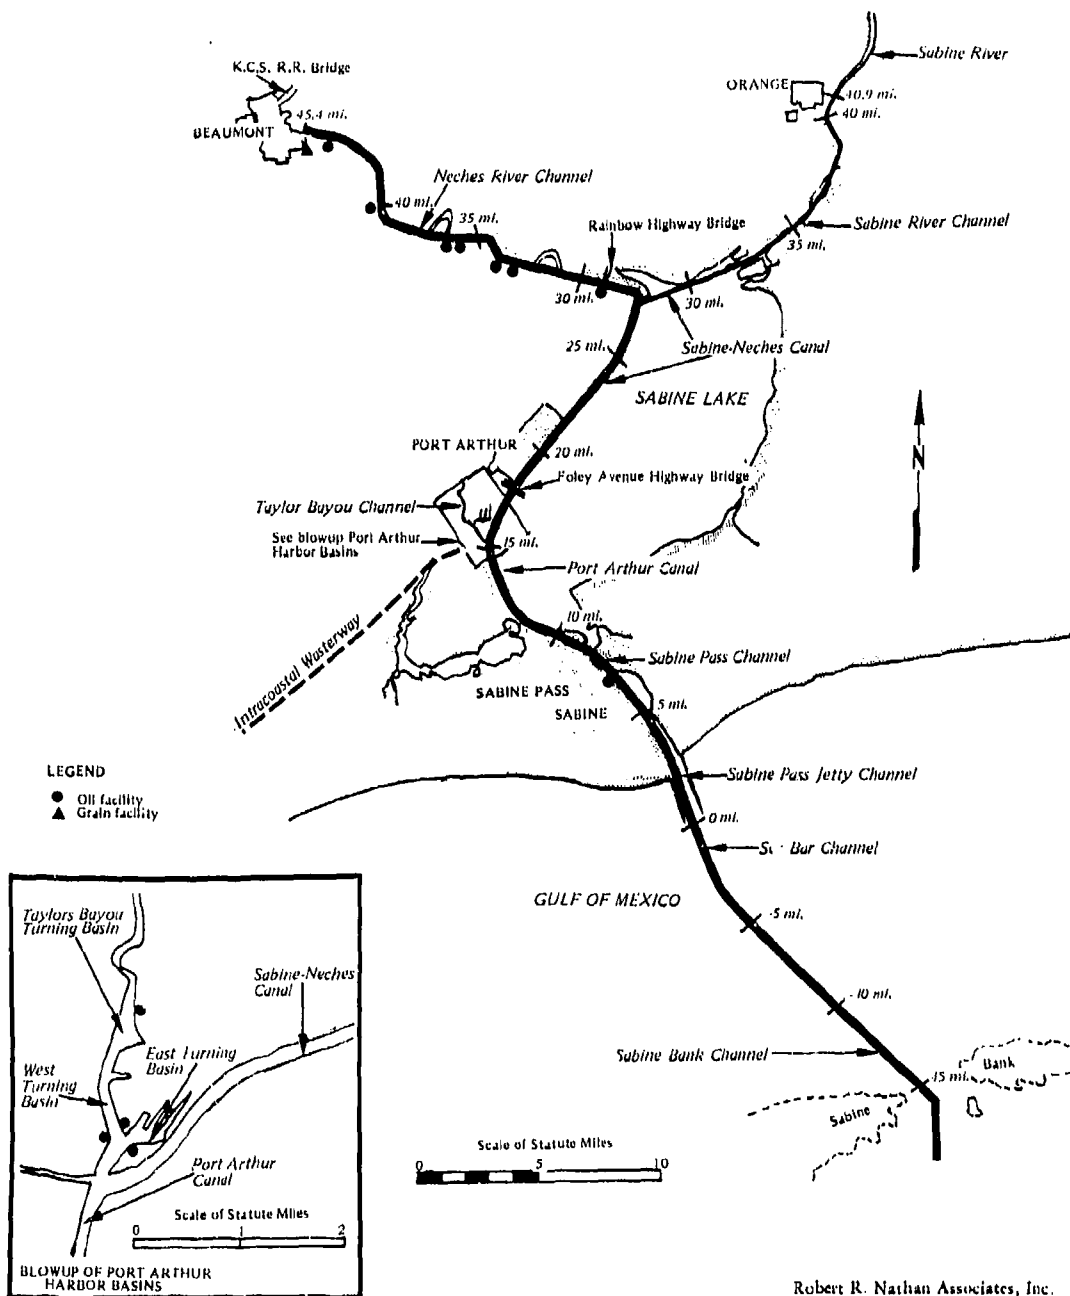 Sabine River
K.C.S. R.R. Bridge
ORANGE
40.9 mi.
40 mi.
45.4 mi.
BEAUMONT
Neches River Channel
40 mi.
35 mi.
Rainbow Highway Bridge
Sabine River Channel
35 mi.
30 mi.
30 mi.
25 mi.
Sabine-Neches Canal
SABINE LAKE
N
PORT ARTHUR
20 mi.
Foley Avenue Highway Bridge
Taylor Bayou Channel
See blowup Port Arthur
Harbor Basins
15 mi.
Port Arthur Canal
10 mi.
Intracoastal Wasterway
Sabine Pass Channel
SABINE PASS
SABINE
5 mi.
LEGEND
Oil facility
Grain facility
Sabine Pass Jetty Channel
0 mi.
Bar Channel
GULF OF MEXICO
-5 mi.
-10 mi.
Sabine Bank Channel
Bank
15 mi.
Sabine
Scale of Statute Miles
0 5 10
Taylors Bayou
Turning Basin
Sabine-Neches
Canal
East Turning
Basin
West
Turning
Basin
Port Arthur
Canal
Scale of Statute Miles
0 1 2
BLOWUP OF PORT ARTHUR
HARBOR BASINS
Robert R. Nathan Associates, Inc.